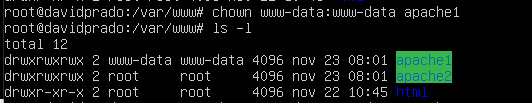 root@davidprado:/var/www# chown www-data:www-data apache1
root@davidprado:/var/www# ls -l
total 12
drwxrwxrwx 2 www-data www-data 4096 nov 23 08:01 apache1
drwxrwxrwx 2 root     root     4096 nov 23 08:01 apache2
drwxr-xr-x 2 root     root     4096 nov 22 10:45 html